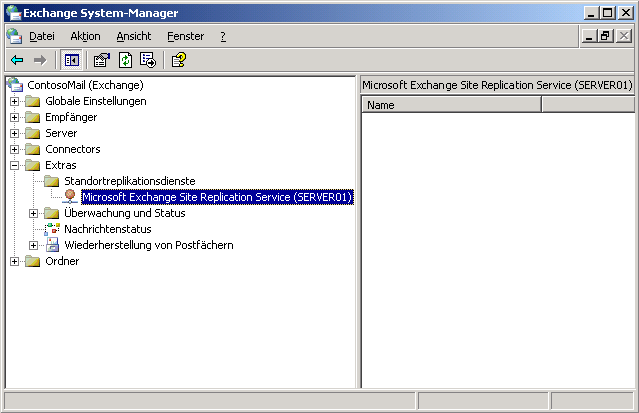 Exchange System-Manager
Datei Aktion Ansicht Fenster ?
ContosoMail (Exchange)
Globale Einstellungen
Empfänger
Server
Connectors
Extras
Standortreplikationsdienste
Microsoft Exchange Site Replication Service (SERVER01)
Überwachung und Status
Nachrichtenstatus
Wiederherstellung von Postfächern
Ordner
Microsoft Exchange Site Replication Service (SERVER01)
Name